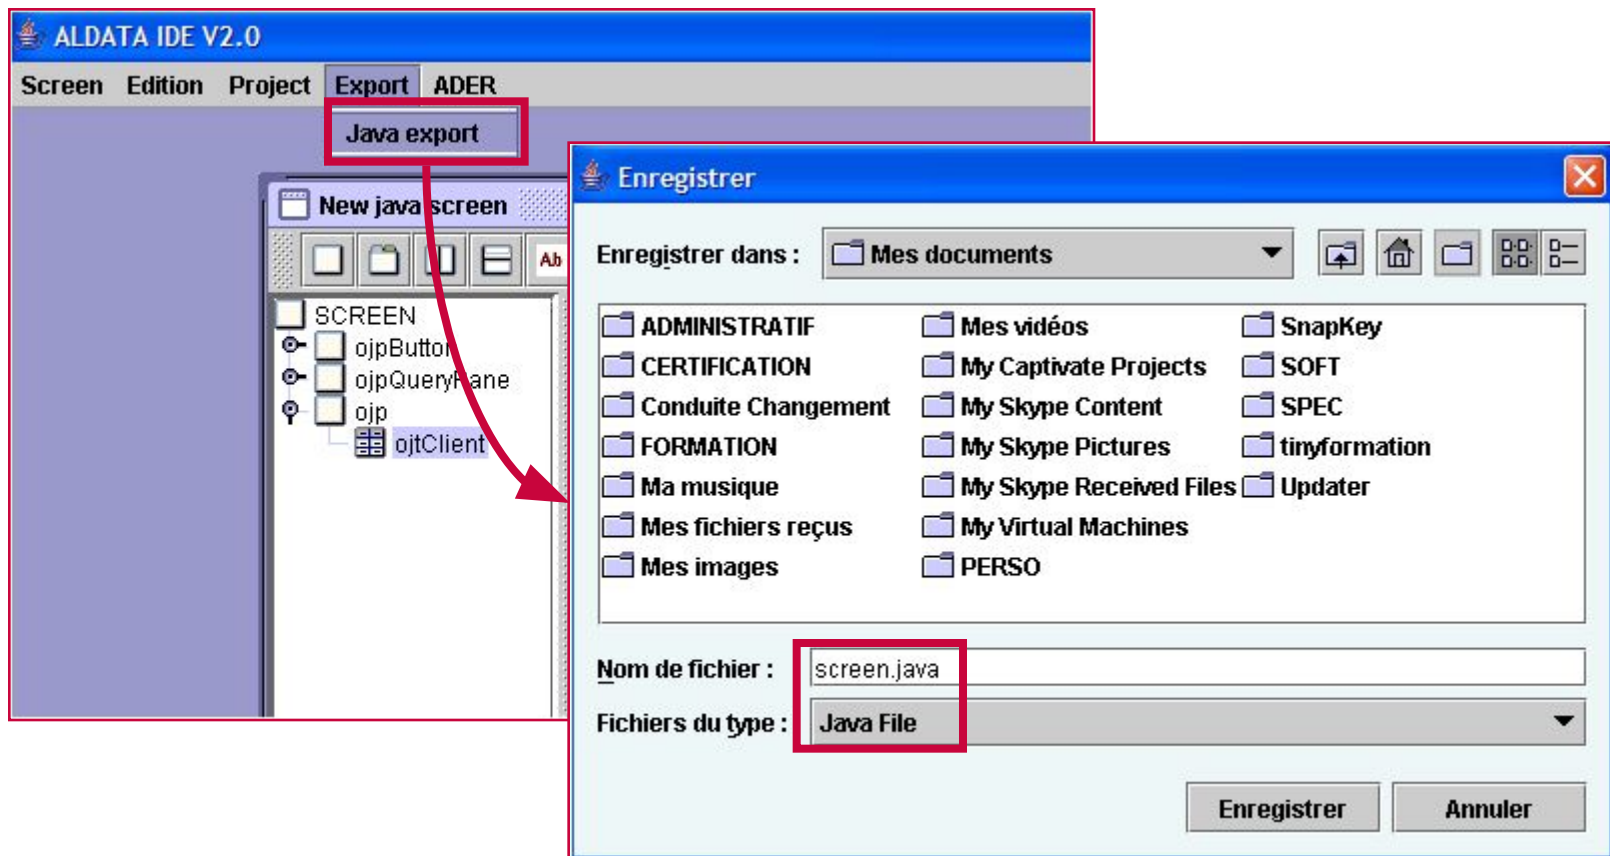 ALDATA IDE V2.0
Screen Edition Project Export ADER
Java export
New java screen
Ab
SCREEN
ojpButton
ojpQueryPane
ojp
ojtClient
Enregistrer
Enregistrer dans : Mes documents
ADMINISTRATIF Mes vidéos SnapKey
CERTIFICATION My Captivate Projects SOFT
Conduite Changement My Skype Content SPEC
FORMATION My Skype Pictures tinyformation
Ma musique My Skype Received Files Updater
Mes fichiers reçus My Virtual Machines
Mes images PERSO
Nom de fichier : screen.java
Fichiers du type : Java File
Enregistrer Annuler